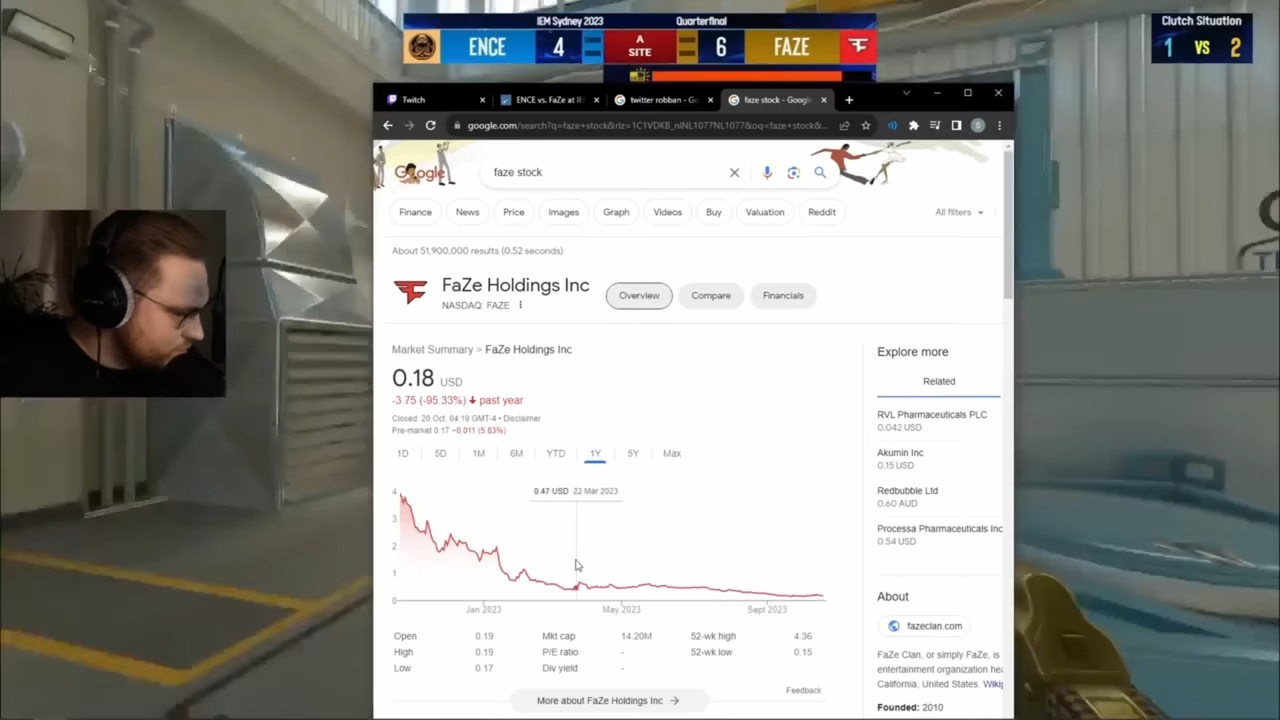 IEM Sydney 2023
Quarterfinal
Clutch Situation
ENCE
4
A SITE
6
FAZE
1 VS 2
Twitch
ENCE vs. FaZe at IE
twitter robban - Go
faze stock - Google
google.com/search?q=faze+stock&rlz=1C1VDKB_nlNL1077NL1077&oq=faze+stock&...
S
Google
faze stock
Finance
News
Price
Images
Graph
Videos
Buy
Valuation
Reddit
All filters
About 51,900,000 results (0.52 seconds)
FaZe Holdings Inc
NASDAQ: FAZE
Overview
Compare
Financials
Market Summary > FaZe Holdings Inc
0.18 USD
-3.75 (-95.33%) past year
Closed: 20 Oct, 04:19 GMT-4 • Disclaimer
Pre-market 0.17 −0.011 (5.83%)
1D 5D 1M 6M YTD 1Y 5Y Max
0.47 USD 22 Mar 2023
4
3
2
1
0
Jan 2023 May 2023 Sept 2023
Open 0.19 Mkt cap 14.20M 52-wk high 4.36
High 0.19 P/E ratio - 52-wk low 0.15
Low 0.17 Div yield -
Feedback
More about FaZe Holdings Inc →
Explore more
Related
RVL Pharmaceuticals PLC
0.042 USD
Akumin Inc
0.15 USD
Redbubble Ltd
0.60 AUD
Processa Pharmaceuticals Inc
0.54 USD
About
fazeclan.com
FaZe Clan, or simply FaZe, is
entertainment organization hea
California, United States. Wikip
Founded: 2010